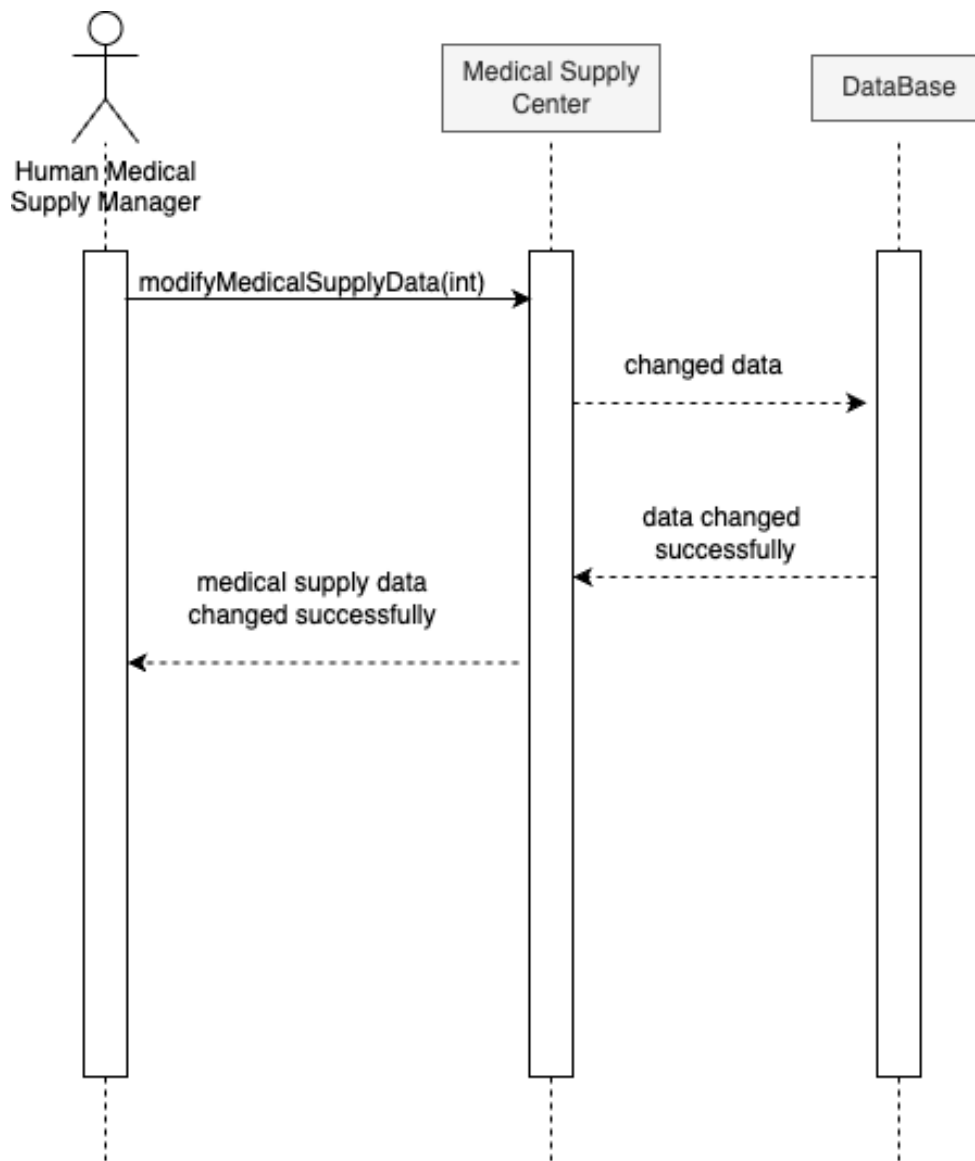 Medical Supply
Center
DataBase
Human Medical
Supply Manager
modifyMedicalSupplyData(int)
changed data
data changed
successfully
medical supply data
changed successfully